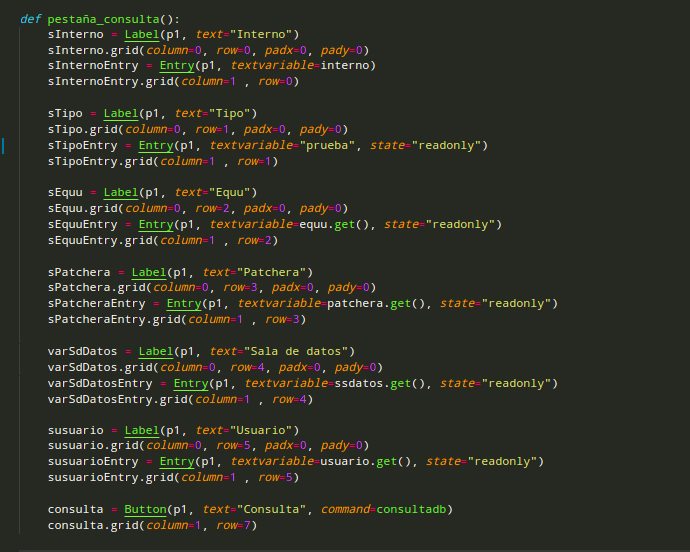 def pestaña_consulta():
sInterno = Label(p1, text="Interno")
sInterno.grid(column=0, row=0, padx=0, pady=0)
sInternoEntry = Entry(p1, textvariable=interno)
sInternoEntry.grid(column=1 , row=0)
sTipo = Label(p1, text="Tipo")
sTipo.grid(column=0, row=1, padx=0, pady=0)
sTipoEntry = Entry(p1, textvariable="prueba", state="readonly")
sTipoEntry.grid(column=1 , row=1)
sEquu = Label(p1, text="Equu")
sEquu.grid(column=0, row=2, padx=0, pady=0)
sEquuEntry = Entry(p1, textvariable=equu.get(), state="readonly")
sEquuEntry.grid(column=1 , row=2)
sPatchera = Label(p1, text="Patchera")
sPatchera.grid(column=0, row=3, padx=0, pady=0)
sPatcheraEntry = Entry(p1, textvariable=patchera.get(), state="readonly")
sPatcheraEntry.grid(column=1 , row=3)
varSdDatos = Label(p1, text="Sala de datos")
varSdDatos.grid(column=0, row=4, padx=0, pady=0)
varSdDatosEntry = Entry(p1, textvariable=ssdatos.get(), state="readonly")
varSdDatosEntry.grid(column=1 , row=4)
susuario = Label(p1, text="Usuario")
susuario.grid(column=0, row=5, padx=0, pady=0)
susuarioEntry = Entry(p1, textvariable=usuario.get(), state="readonly")
susuarioEntry.grid(column=1 , row=5)
consulta = Button(p1, text="Consulta", command=consultadb)
consulta.grid(column=1, row=7)